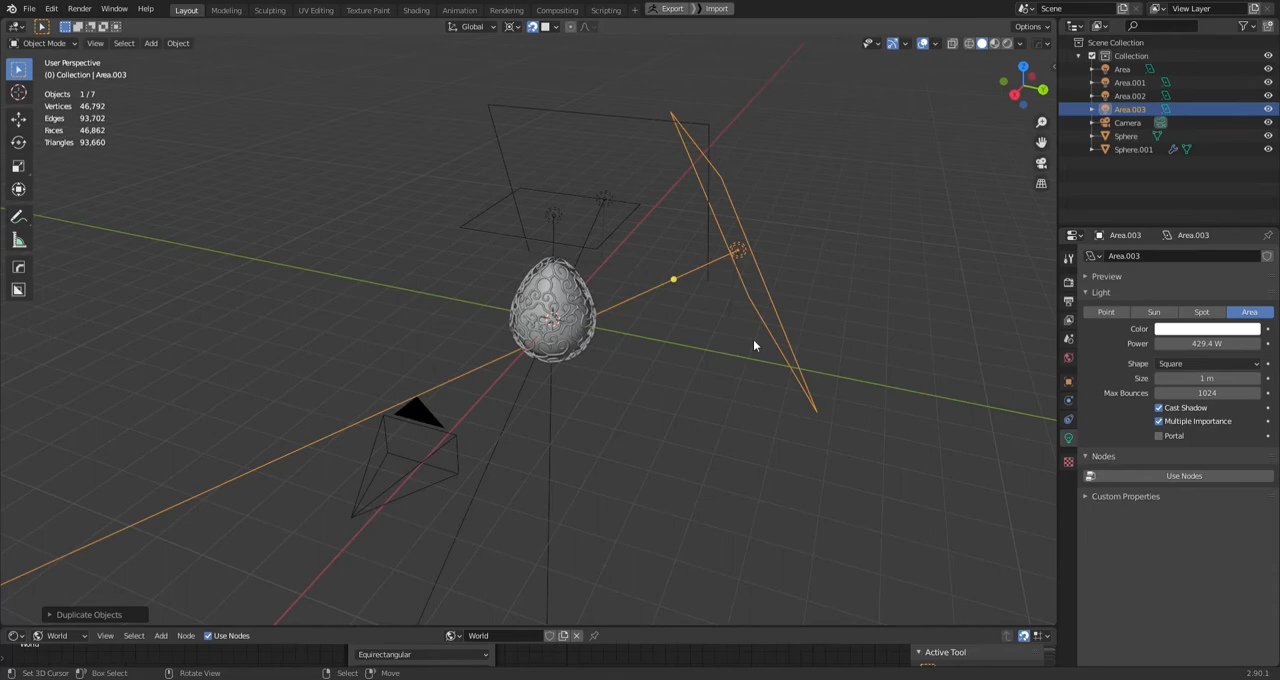 File Edit Render Window Help Layout Modeling Sculpting UV Editing Texture Paint Shading Animation Rendering Compositing Scripting + Export Import Scene View Layer
Global Options
Object Mode View Select Add Object
User Perspective
(0) Collection | Area.003
Objects 1 / 7
Vertices 46,792
Edges 93,702
Faces 46,862
Triangles 93,660
Z
Y
X
Scene Collection
Collection
Area
Area.001
Area.002
Area.003
Camera
Sphere
Sphere.001
Area.003 Area.003
Area.003
Preview
Light
Point Sun Spot Area
Color
Power 429.4 W
Shape Square
Size 1 m
Max Bounces 1024
Cast Shadow
Multiple Importance
Portal
Nodes
Use Nodes
Custom Properties
Duplicate Objects
World View Select Add Node Use Nodes World
World
Equirectangular
Active Tool
Set 3D Cursor Box Select Rotate View Select Move 2.90.1